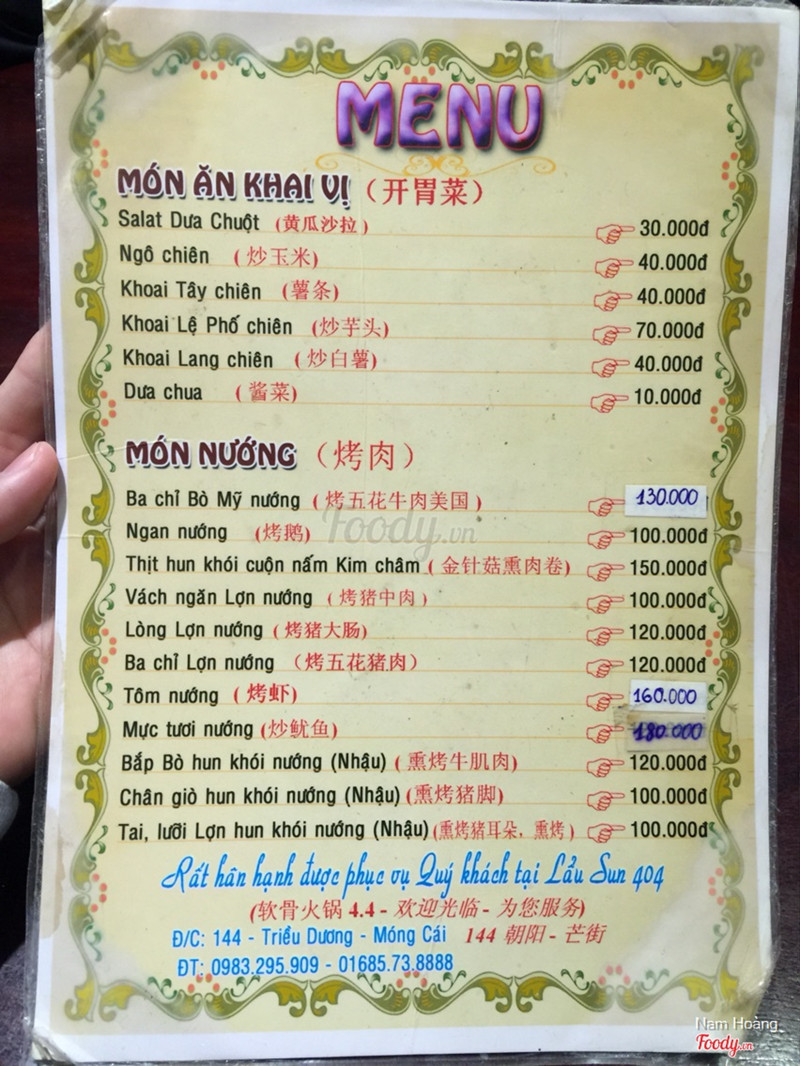 MENU
MÓN ĂN KHAI VỊ (开胃菜)
Salat Dưa Chuột (黄瓜沙拉) 30.000đ
Ngô chiên (炒玉米) 40.000đ
Khoai Tây chiên (薯条) 40.000đ
Khoai Lệ Phố chiên (炒芋头) 70.000đ
Khoai Lang chiên (炒白薯) 40.000đ
Dưa chua (酱菜) 10.000đ
MÓN NƯỚNG (烤肉)
Ba chỉ Bò Mỹ nướng (烤五花牛肉美国) 130.000
Ngan nướng (烤鹅) 100.000đ
Thịt hun khói cuộn nấm Kim châm (金针菇熏肉卷) 150.000đ
Vách ngăn Lợn nướng (烤猪中肉) 100.000đ
Lòng Lợn nướng (烤猪大肠) 120.000đ
Ba chỉ Lợn nướng (烤五花猪肉) 120.000đ
Tôm nướng (烤虾) 160.000
Mực tươi nướng (炒鱿鱼) 180.000
Bắp Bò hun khói nướng (Nhậu) (熏烤牛肌肉) 120.000đ
Chân giò hun khói nướng (Nhậu) (熏烤猪脚) 100.000đ
Tai, lưỡi Lợn hun khói nướng (Nhậu) (熏烤猪耳朵, 熏烤) 100.000đ
Rất hân hạnh được phục vụ Quý khách tại Lẩu Sun 404
(软骨火锅 4.4 - 欢迎光临 - 为您服务)
Đ/C: 144 - Triều Dương - Móng Cái 144 朝阳 - 芒街
ĐT: 0983.295.909 - 01685.73.8888
Foody.vn
Nam Hoàng
Foody.vn